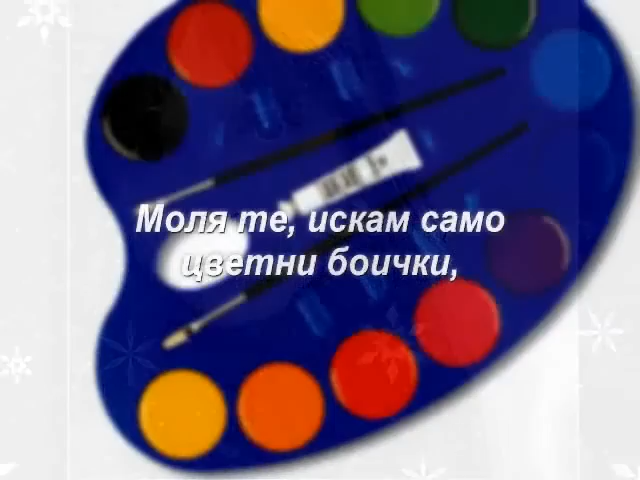 Моля те, искам само
цветни боички,